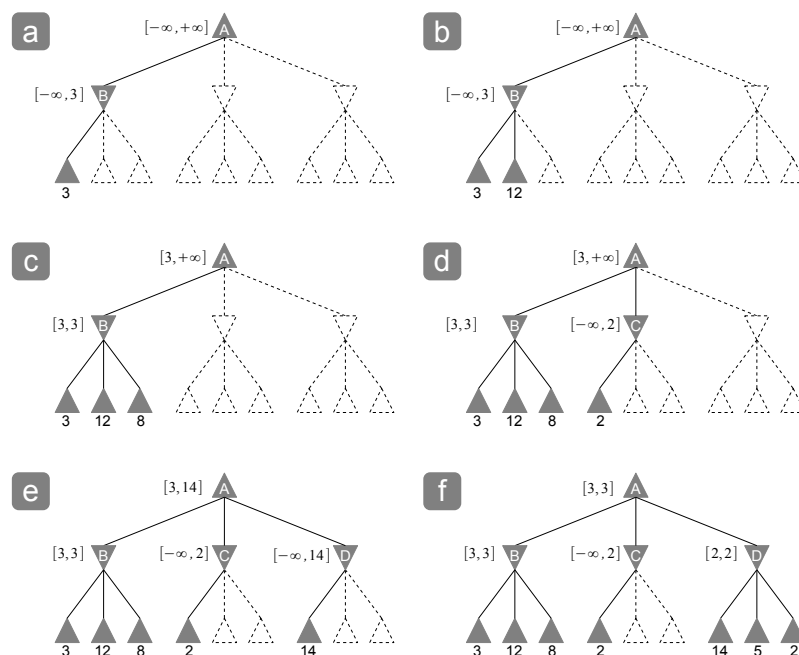 a
[−∞,+∞] A
[−∞,3] B
3
b
[−∞,+∞] A
[−∞,3] B
3 12
c
[3,+∞] A
[3,3] B
3 12 8
d
[3,+∞] A
[3,3] B [−∞,2] C
3 12 8 2
e
[3,14] A
[3,3] B [−∞,2] C [−∞,14] D
3 12 8 2 14
f
[3,3] A
[3,3] B [−∞,2] C [2,2] D
3 12 8 2 14 5 2